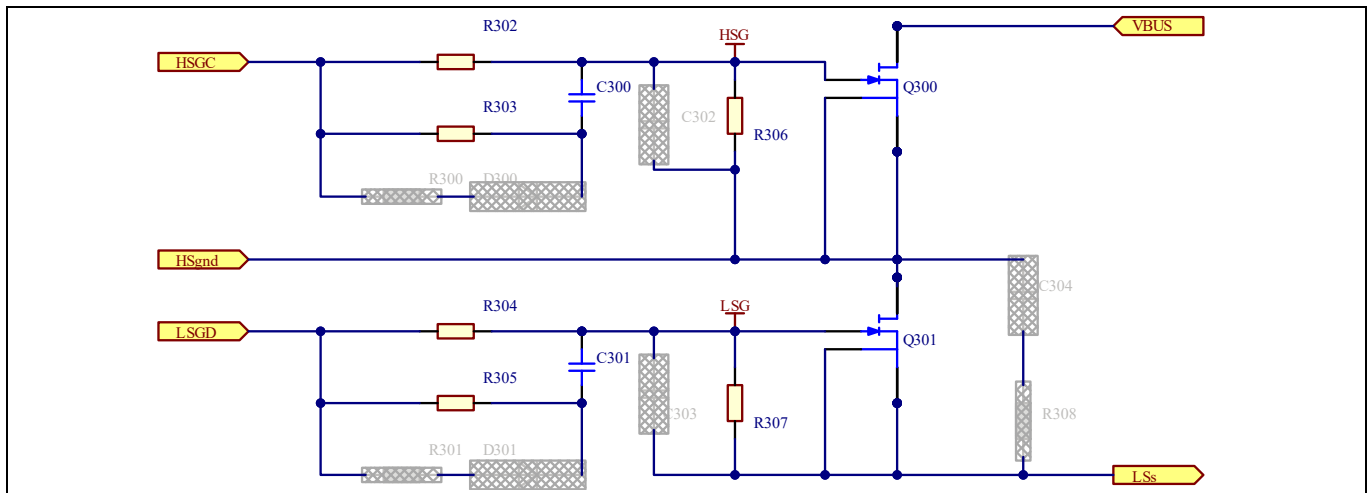 R302
HSG
VBUS
HSGC
C300
Q300
R303
C302
R306
R300
D300
HSgnd
C304
R304
LSG
LSGD
Q301
C301
R305
C303
R308
R307
R301
D301
LSs